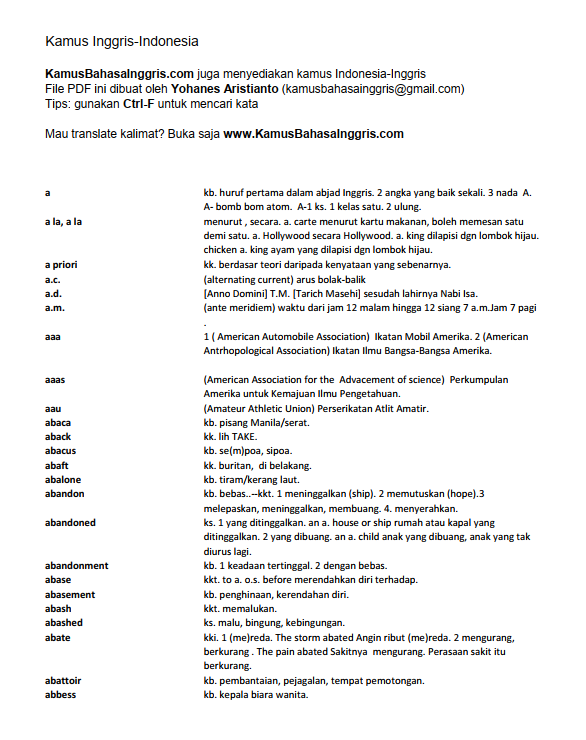 Kamus Inggris-Indonesia
KamusBahasaInggris.com juga menyediakan kamus Indonesia-Inggris
File PDF ini dibuat oleh Yohanes Aristianto (kamusbahasainggris@gmail.com)
Tips: gunakan Ctrl-F untuk mencari kata
Mau translate kalimat? Buka saja www.KamusBahasaInggris.com
a kb. huruf pertama dalam abjad Inggris. 2 angka yang baik sekali. 3 nada A.
A- bomb bom atom. A-1 ks. 1 kelas satu. 2 ulung.
a la, a la menurut , secara. a. carte menurut kartu makanan, boleh memesan satu
demi satu. a. Hollywood secara Hollywood. a. king dilapisi dgn lombok hijau.
chicken a. king ayam yang dilapisi dgn lombok hijau.
a priori kk. berdasar teori daripada kenyataan yang sebenarnya.
a.c. (alternating current) arus bolak-balik
a.d. [Anno Domini] T.M. [Tarich Masehi] sesudah lahirnya Nabi Isa.
a.m. (ante meridiem) waktu dari jam 12 malam hingga 12 siang 7 a.m.Jam 7 pagi
.
aaa 1 ( American Automobile Association) Ikatan Mobil Amerika. 2 (American
Antrhopological Association) Ikatan Ilmu Bangsa-Bangsa Amerika.
aaas (American Association for the Advacement of science) Perkumpulan
Amerika untuk Kemajuan Ilmu Pengetahuan.
aau (Amateur Athletic Union) Perserikatan Atlit Amatir.
abaca kb. pisang Manila/serat.
aback kk. lih TAKE.
abacus kb. se(m)poa, sipoa.
abaft kk. buritan, di belakang.
abalone kb. tiram/kerang laut.
abandon kb. bebas..--kkt. 1 meninggalkan (ship). 2 memutuskan (hope).3
melepaskan, meninggalkan, membuang. 4. menyerahkan.
abandoned ks. 1 yang ditinggalkan. an a. house or ship rumah atau kapal yang
ditinggalkan. 2 yang dibuang. an a. child anak yang dibuang, anak yang tak
diurus lagi.
abandonment kb. 1 keadaan tertinggal. 2 dengan bebas.
abase kkt. to a. o.s. before merendahkan diri terhadap.
abasement kb. penghinaan, kerendahan diri.
abash kkt. memalukan.
abashed ks. malu, bingung, kebingungan.
abate kki. 1 (me)reda. The storm abated Angin ribut (me)reda. 2 mengurang,
berkurang . The pain abated Sakitnya mengurang. Perasaan sakit itu
berkurang.
abattoir kb. pembantaian, pejagalan, tempat pemotongan.
abbess kb. kepala biara wanita.